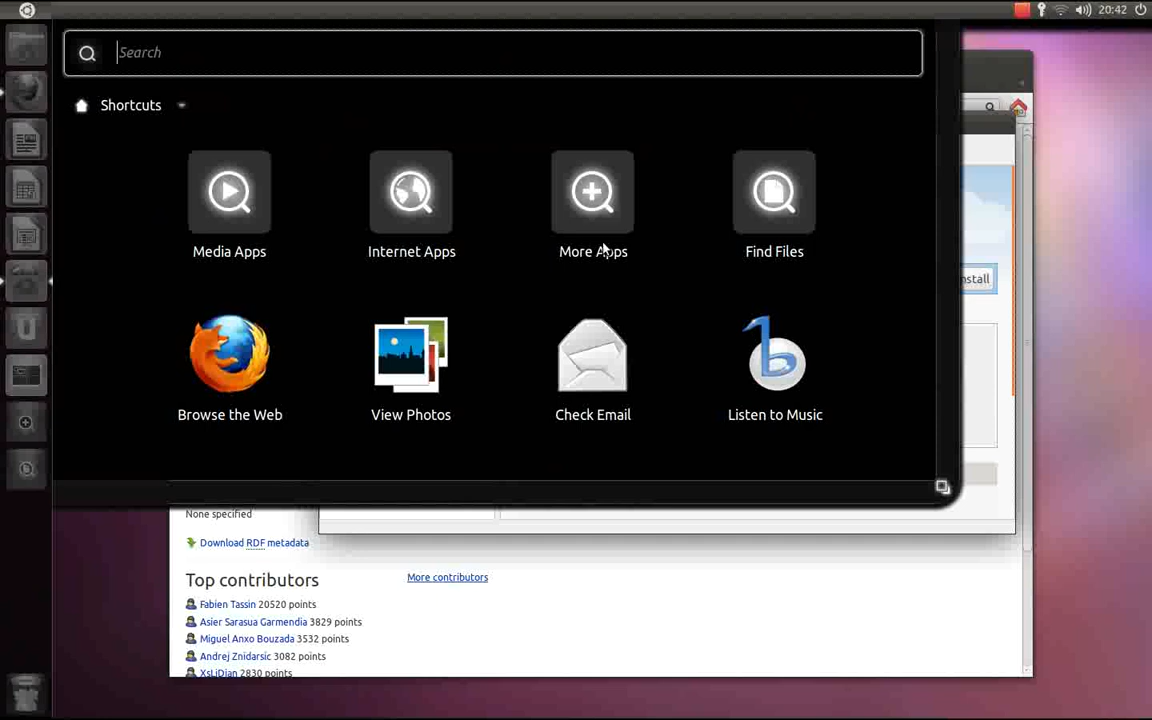 20:42
Search
Shortcuts
Media Apps
Internet Apps
More Apps
Find Files
nstall
Browse the Web
View Photos
Check Email
Listen to Music
None specified
Download RDF metadata
Top contributors
More contributors
Fabien Tassin 20520 points
Asier Sarasua Garmendia 3829 points
Miguel Anxo Bouzada 3532 points
Andrej Znidarsic 3082 points
XsLiDian 2830 points